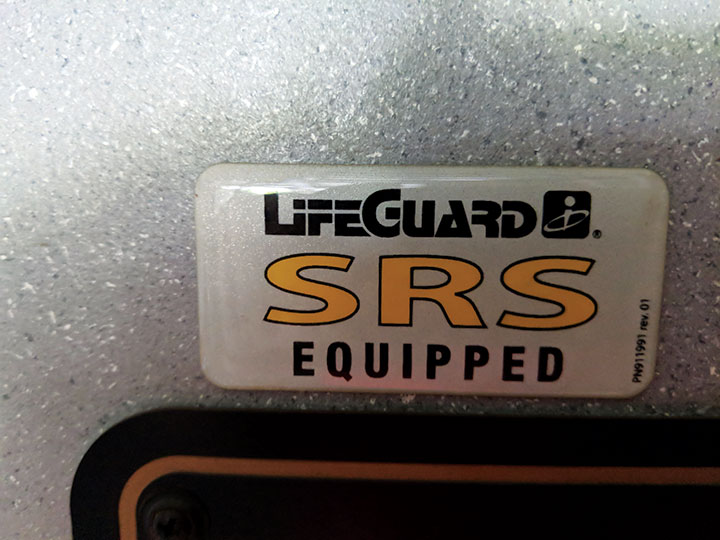 LIFEGUARD ®
SRS
EQUIPPED
PN911991 rev. 01